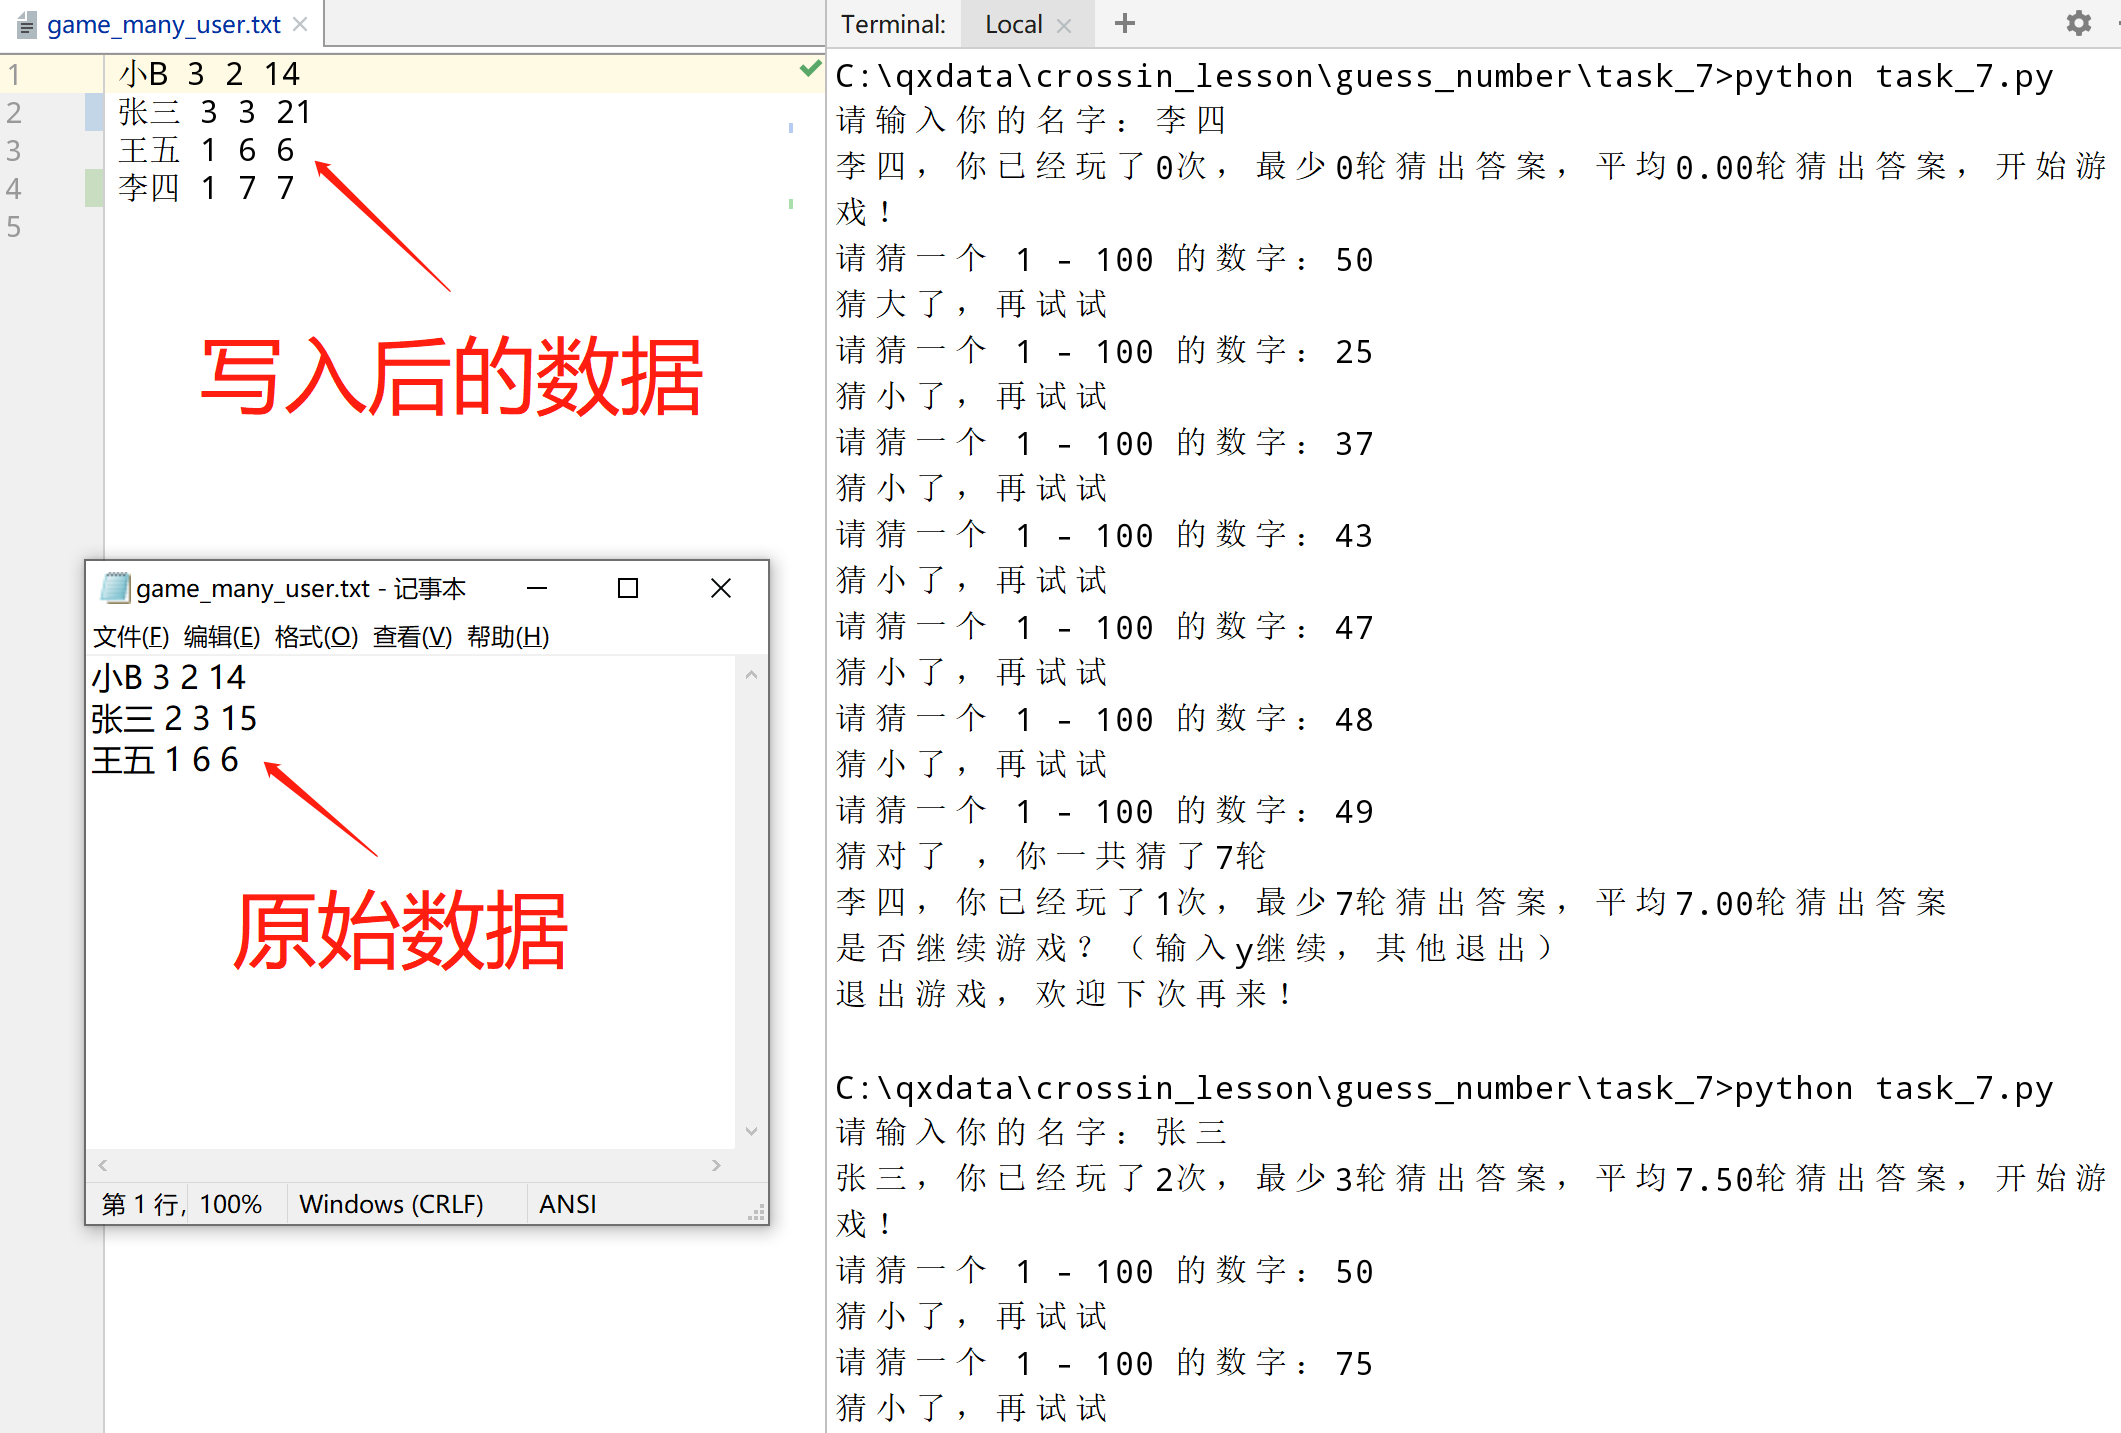 game_many_user.txt
1 小B 3 2 14
2 张三 3 3 21
3 王五 1 6 6
4 李四 1 7 7
5
写入后的数据
game_many_user.txt - 记事本
文件(F) 编辑(E) 格式(O) 查看(V) 帮助(H)
小B 3 2 14
张三 2 3 15
王五 1 6 6
原始数据
第 1 行, 100% Windows (CRLF) ANSI
Terminal: Local
C:\qxdata\crossin_lesson\guess_number\task_7>python task_7.py
请输入你的名字：李四
李四，你已经玩了0次，最少0轮猜出答案，平均0.00轮猜出答案，开始游
戏！
请猜一个 1 - 100 的数字：50
猜大了，再试试
请猜一个 1 - 100 的数字：25
猜小了，再试试
请猜一个 1 - 100 的数字：37
猜小了，再试试
请猜一个 1 - 100 的数字：43
猜小了，再试试
请猜一个 1 - 100 的数字：47
猜小了，再试试
请猜一个 1 - 100 的数字：48
猜小了，再试试
请猜一个 1 - 100 的数字：49
猜对了 ，你一共猜了7轮
李四，你已经玩了1次，最少7轮猜出答案，平均7.00轮猜出答案
是否继续游戏？（输入y继续，其他退出）
退出游戏，欢迎下次再来！
C:\qxdata\crossin_lesson\guess_number\task_7>python task_7.py
请输入你的名字：张三
张三，你已经玩了2次，最少3轮猜出答案，平均7.50轮猜出答案，开始游
戏！
请猜一个 1 - 100 的数字：50
猜小了，再试试
请猜一个 1 - 100 的数字：75
猜小了，再试试